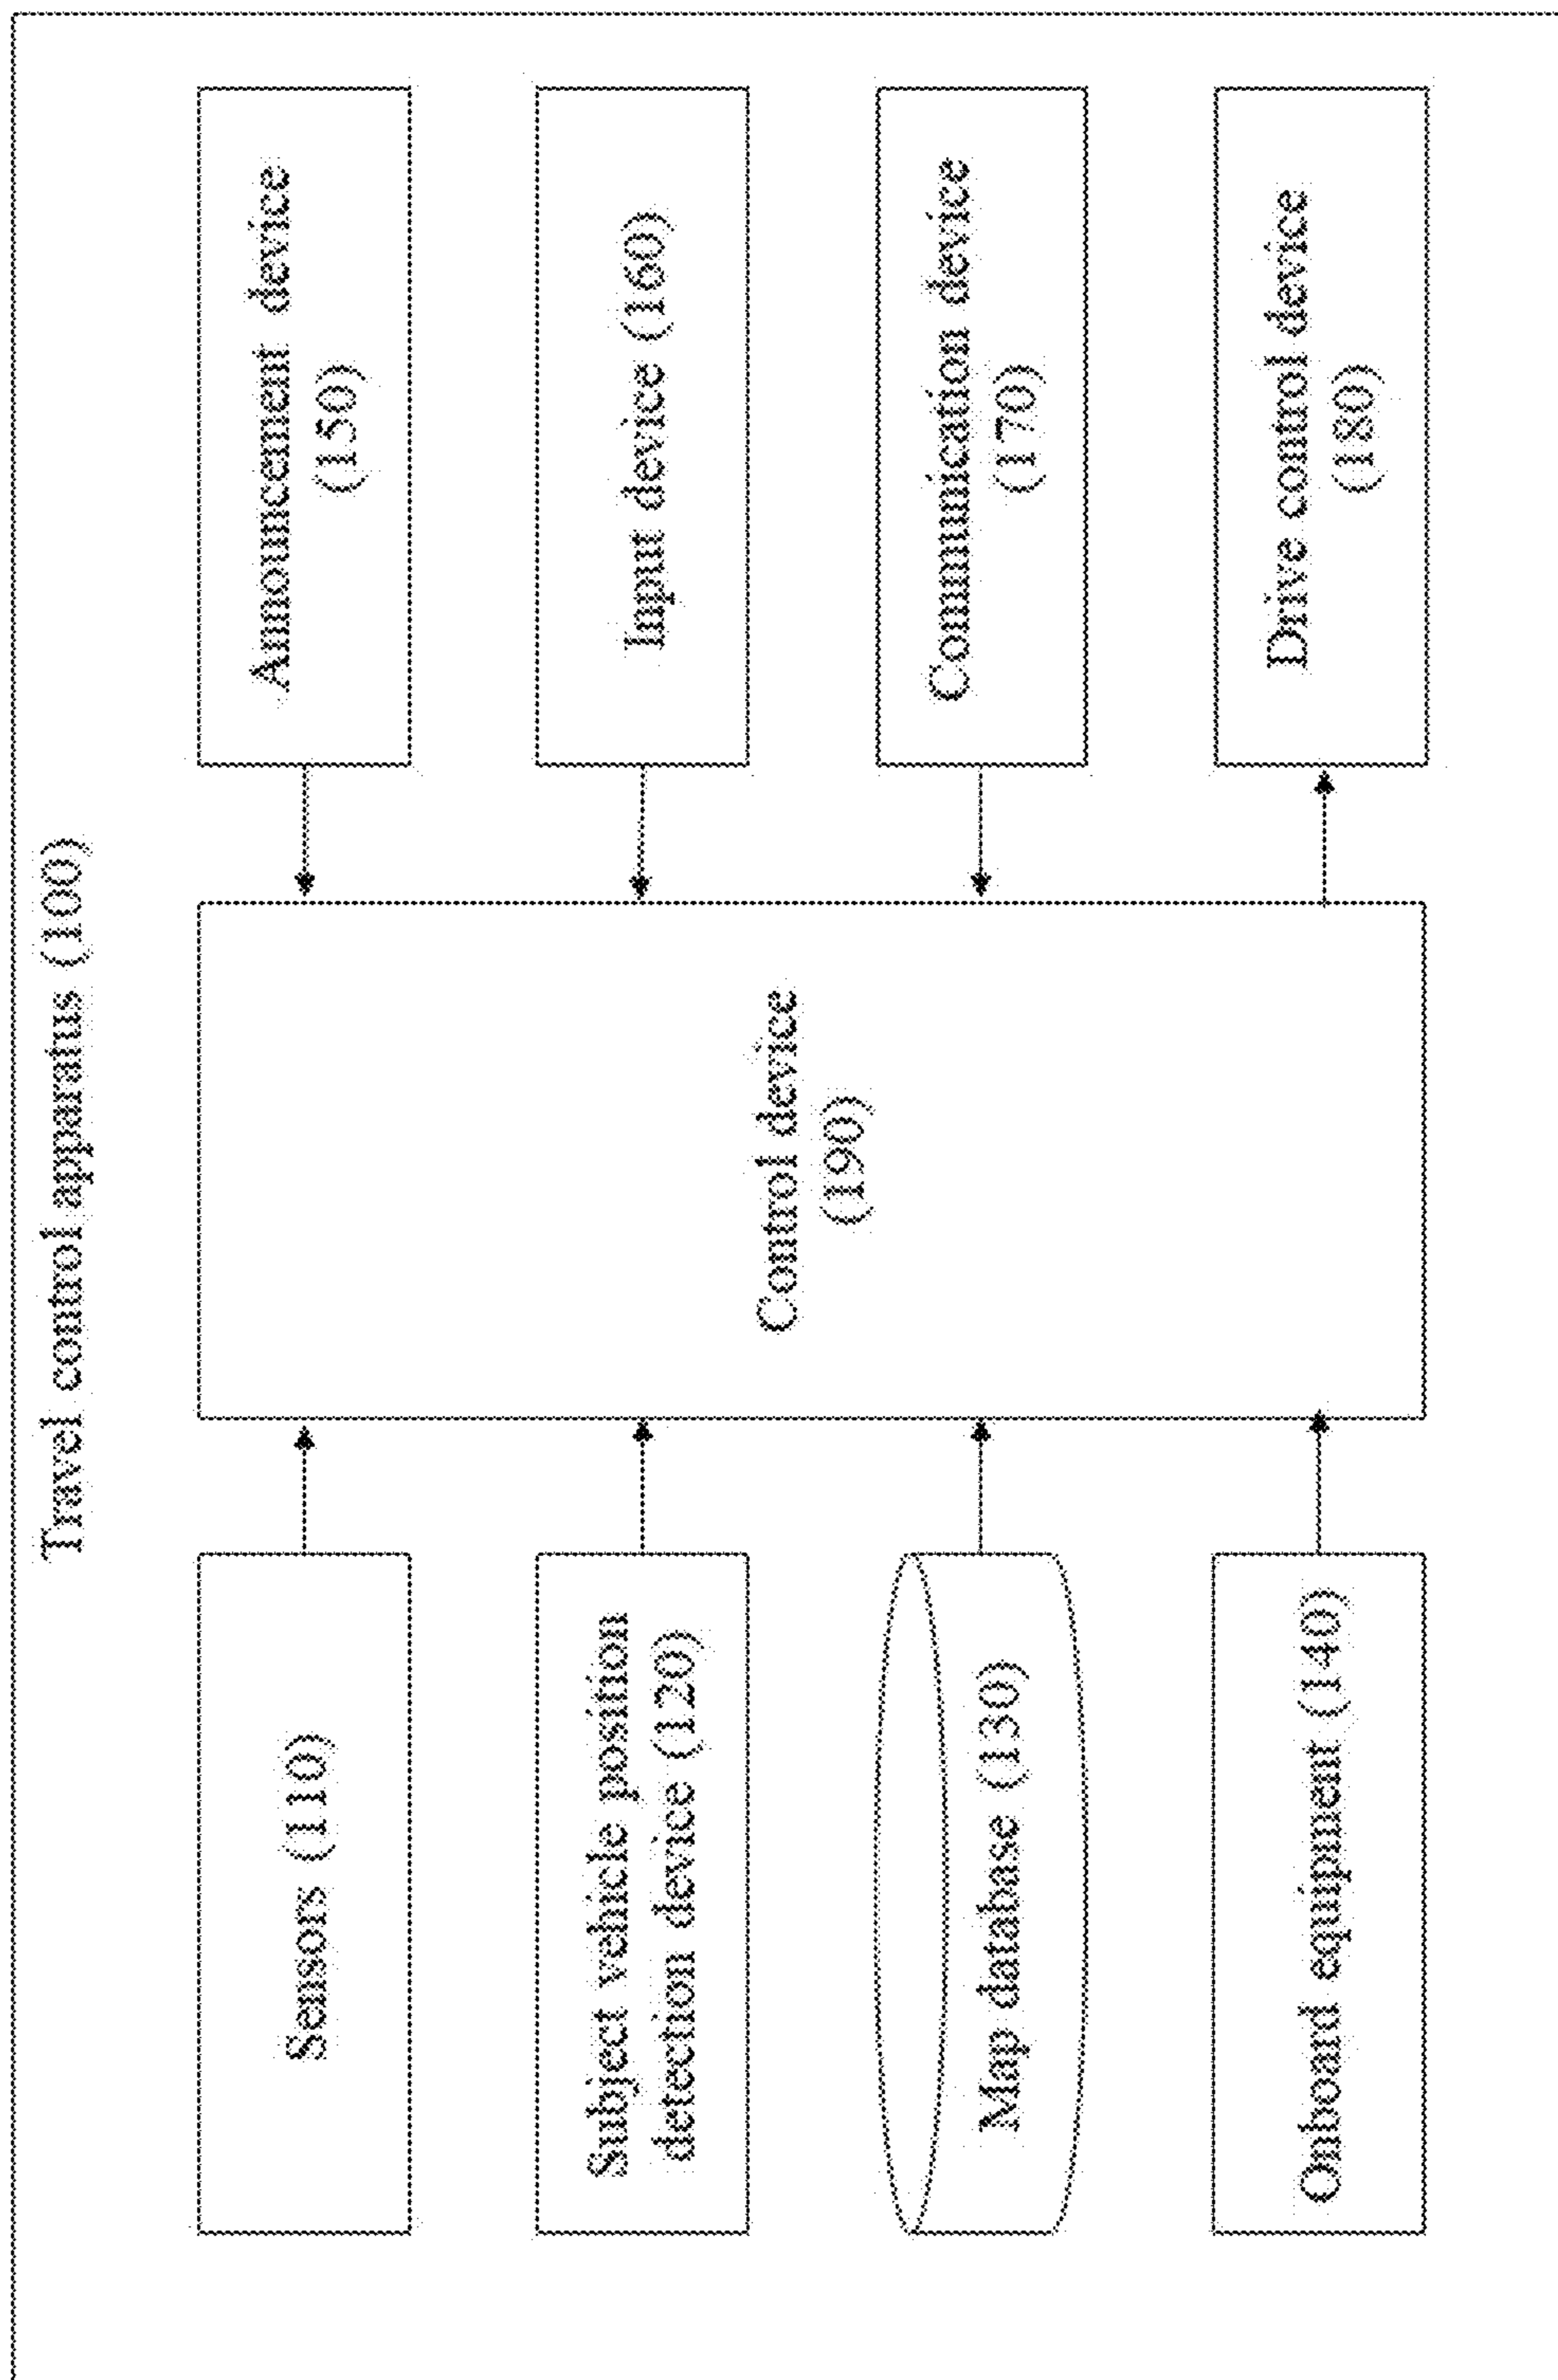 Travel control apparatus (100)
Sensors (110)
Subject vehicle position
detection device (120)
Map database (130)
Onboard equipment (140)
Control device
(190)
Announcement device
(150)
Input device (160)
Communication device
(170)
Drive control device
(180)